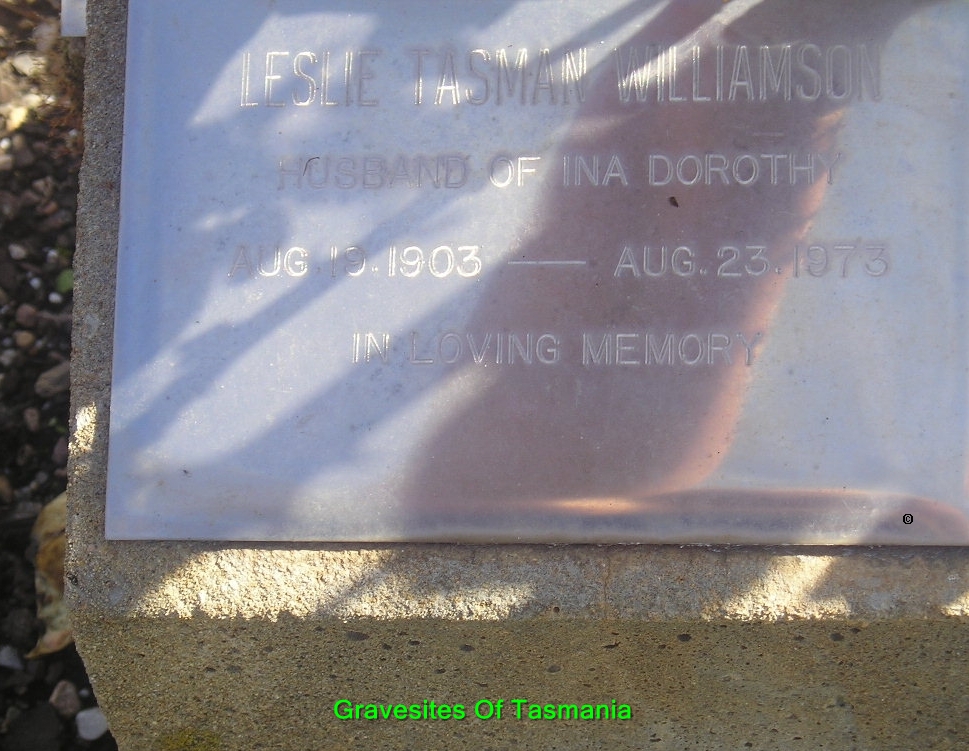 LESLIE TASMAN WILLIAMSON
HUSBAND OF INA DOROTHY
AUG.19.1903 — AUG.23.1973
IN LOVING MEMORY
©
Gravesites Of Tasmania